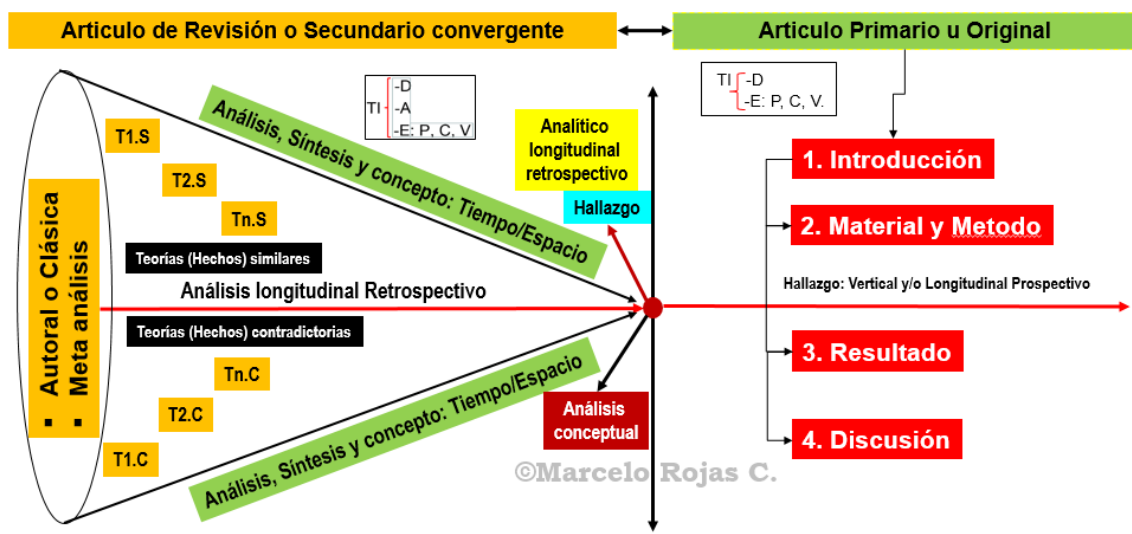 Articulo de Revisión o Secundario convergente
Articulo Primario u Original
TI
-D
-A
-E: P, C, V
TI
-D
-E: P, C, V.
Análisis, Síntesis y concepto: Tiempo/Espacio
T1.S
T2.S
Tn.S
Teorías (Hechos) similares
▪ Autoral o Clásica
▪ Meta análisis
Análisis longitudinal Retrospectivo
Teorías (Hechos) contradictorias
Tn.C
T2.C
T1.C
Análisis, Síntesis y concepto: Tiempo/Espacio
Analítico
longitudinal
retrospectivo
Hallazgo
Análisis
conceptual
1. Introducción
2. Material y Metodo
Hallazgo: Vertical y/o Longitudinal Prospectivo
3. Resultado
4. Discusión
©Marcelo Rojas C.